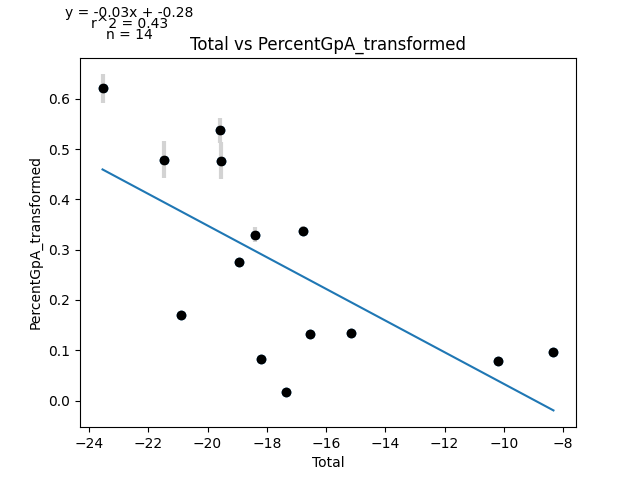 y = -0.03x + -0.28
r^2 = 0.43
n = 14
Total vs PercentGpA_transformed
PercentGpA_transformed
0.6
0.5
0.4
0.3
0.2
0.1
0.0
−24 −22 −20 −18 −16 −14 −12 −10 −8
Total